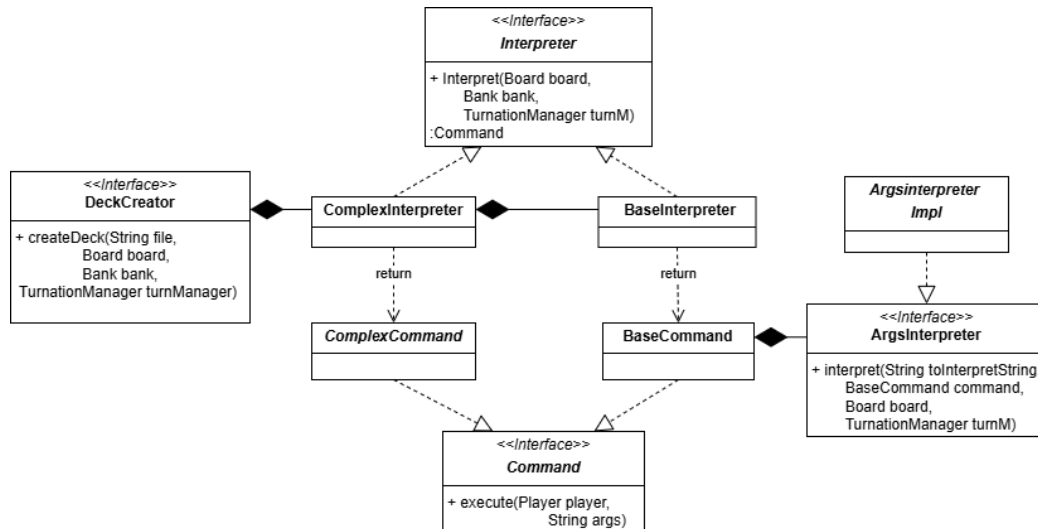 <<Interface>>
Interpreter
+ Interpret(Board board,
Bank bank,
TurnationManager turnM)
:Command
<<Interface>>
DeckCreator
+ createDeck(String file,
Board board,
Bank bank,
TurnationManager turnManager)
ComplexInterpreter
BaseInterpreter
Argsinterpreter
Impl
return
return
ComplexCommand
BaseCommand
<<Interface>>
ArgsInterpreter
+ interpret(String toInterpretString
BaseCommand command,
Board board,
TurnationManager turnM)
<<Interface>>
Command
+ execute(Player player,
String args)